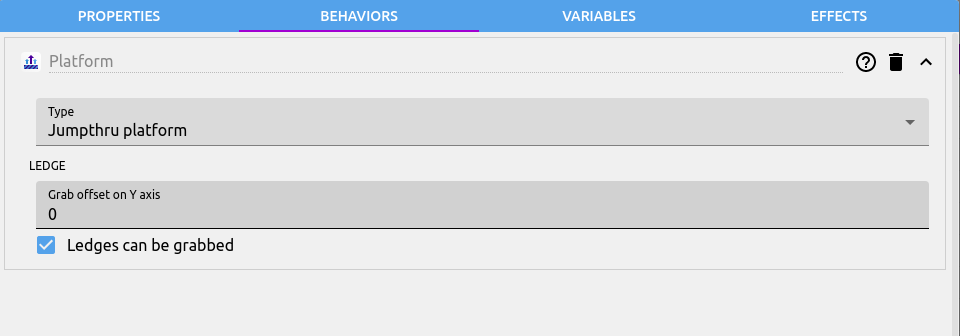 PROPERTIES BEHAVIORS VARIABLES EFFECTS
Platform
Type
Jumpthru platform
LEDGE
Grab offset on Y axis
0
Ledges can be grabbed